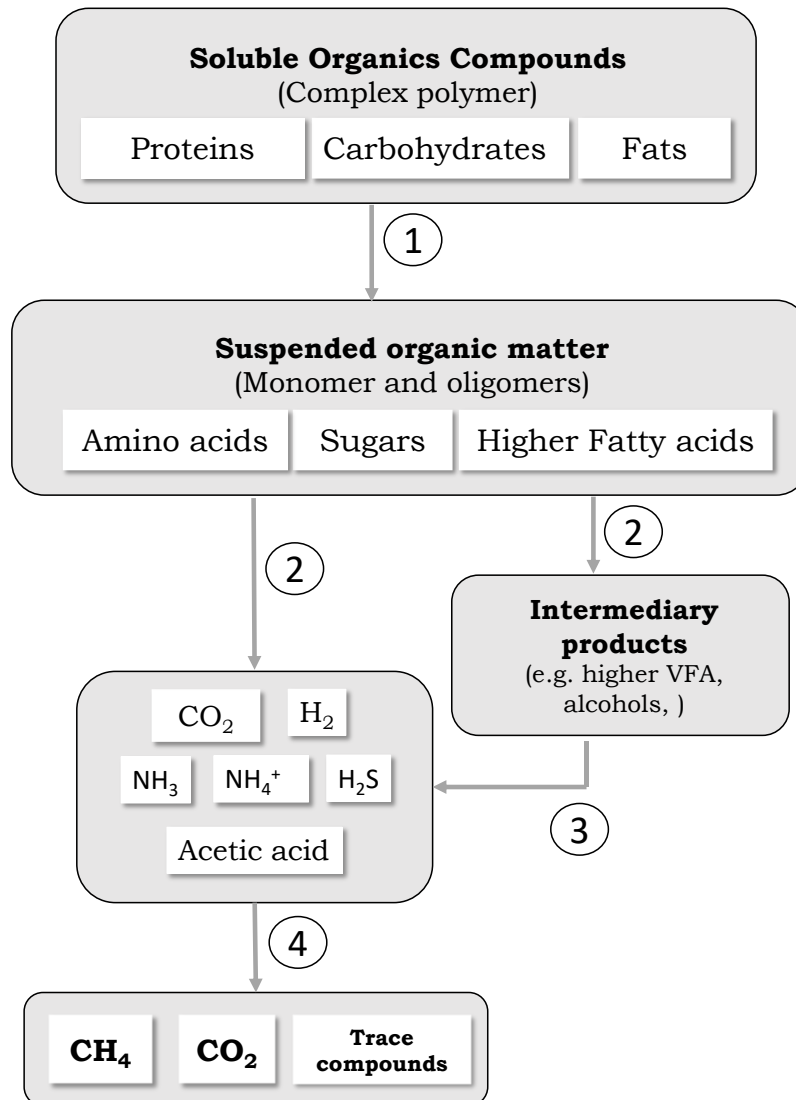 Soluble Organics Compounds
(Complex polymer)
Proteins
Carbohydrates
Fats
1
Suspended organic matter
(Monomer and oligomers)
Amino acids
Sugars
Higher Fatty acids
2
2
Intermediary
products
(e.g. higher VFA,
alcohols, )
CO₂
H₂
NH₃
NH₄⁺
H₂S
Acetic acid
3
4
CH₄
CO₂
Trace
compounds